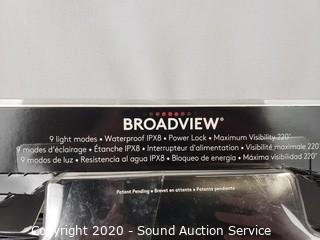 BROADVIEW®
9 light modes • Waterproof IPX8 • Power Lock • Maximum Visibility 220°
9 modes d'éclairage • Étanche IPX8 • Interrupteur d'alimentation • Visibilité maximale 220°
9 modos de luz • Resistencia al agua IPX8 • Bloqueo de energía • Máxima visibilidad 220°
Patent Pending • Brevet en attente • Patente pendiente
Copyright 2020 - Sound Auction Service